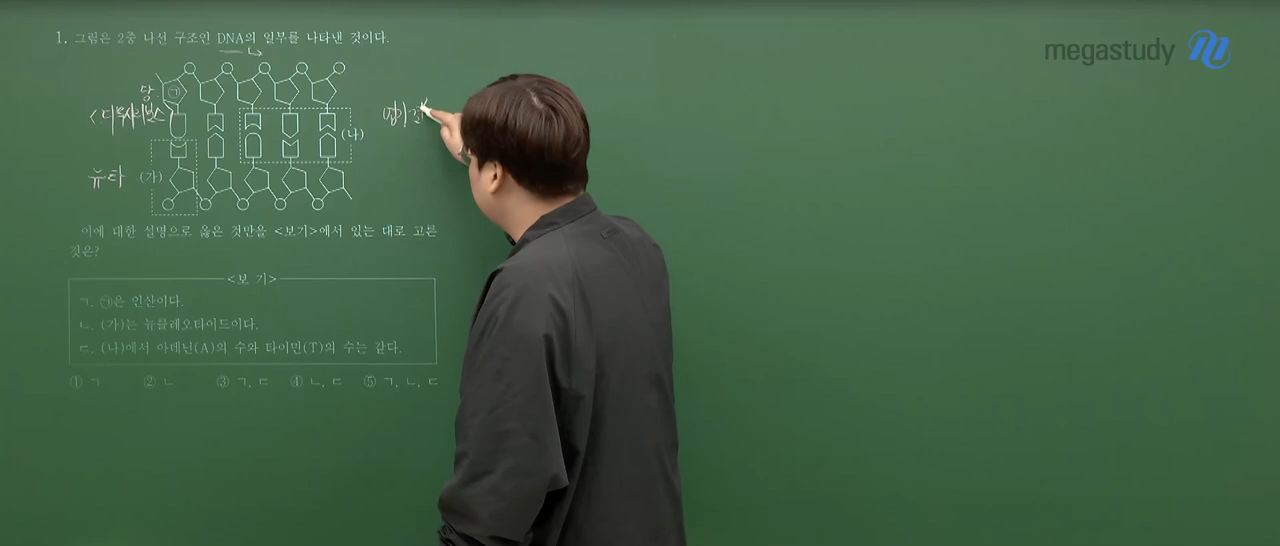 megastudy
1. 그림은 2중 나선 구조인 DNA의 일부를 나타낸 것이다.
당
㉠
<디옥시리보스>
(나)
염기
뉴타 (가)
이에 대한 설명으로 옳은 것만을 <보기>에서 있는 대로 고른
것은?
<보 기>
ㄱ. ㉠은 인산이다.
ㄴ. (가)는 뉴클레오타이드이다.
ㄷ. (나)에서 아데닌(A)의 수와 타이민(T)의 수는 같다.
① ㄱ ② ㄴ ③ ㄱ, ㄷ ④ ㄴ, ㄷ ⑤ ㄱ, ㄴ, ㄷ